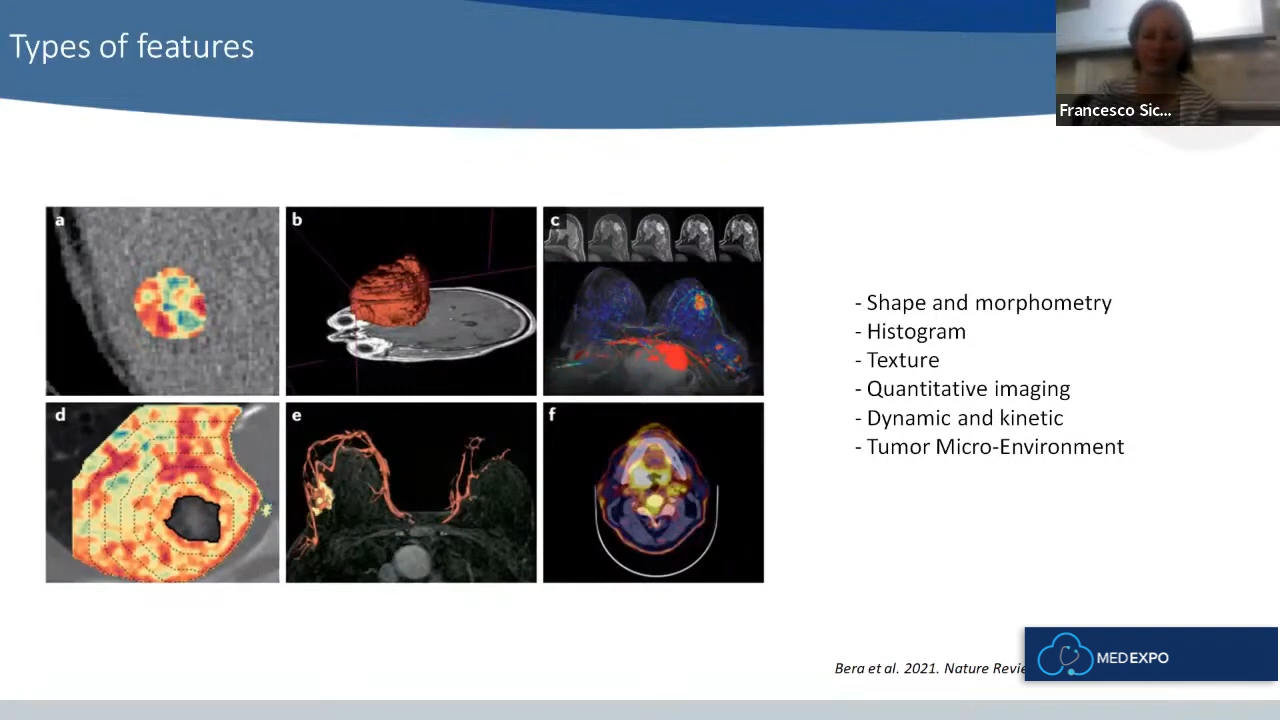 Types of features
Francesco Sic...
a
b
c
d
e
f
- Shape and morphometry
- Histogram
- Texture
- Quantitative imaging
- Dynamic and kinetic
- Tumor Micro-Environment
Bera et al. 2021. Nature Revie
MEDEXPO